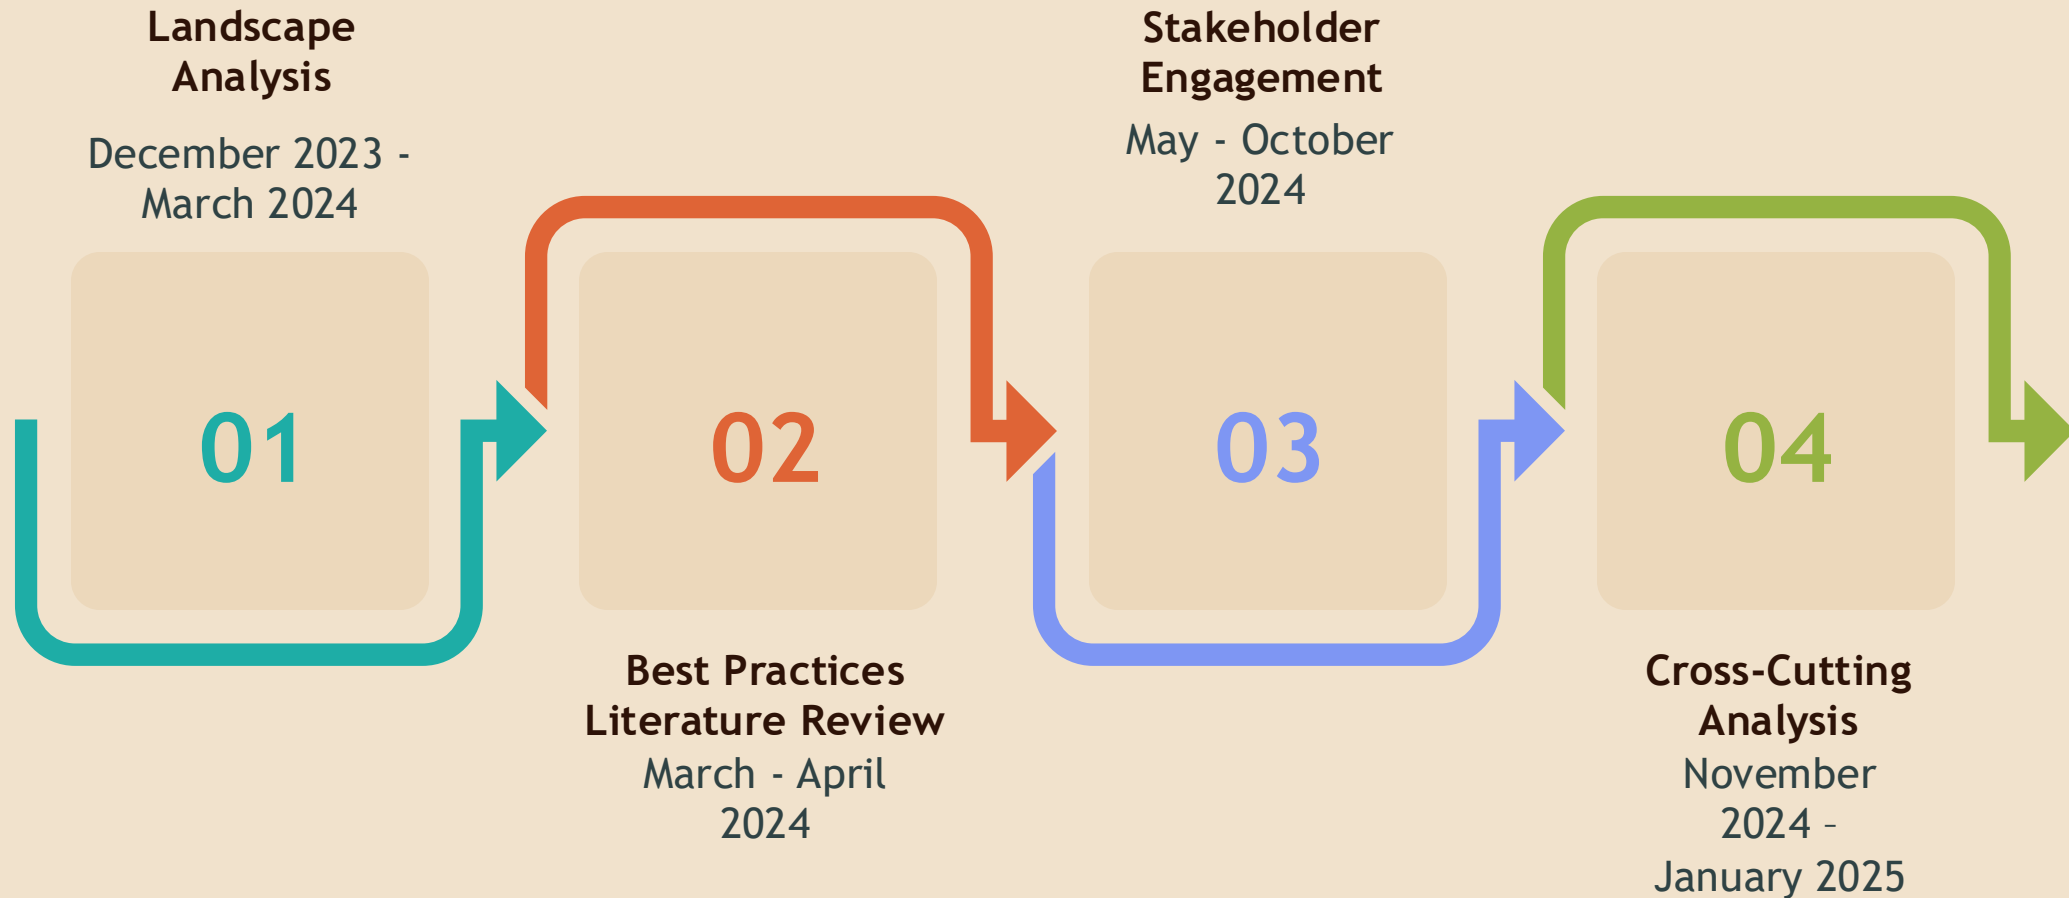 Landscape
Analysis
December 2023 -
March 2024
01
02
Best Practices
Literature Review
March - April
2024
Stakeholder
Engagement
May - October
2024
03
04
Cross-Cutting
Analysis
November
2024 –
January 2025